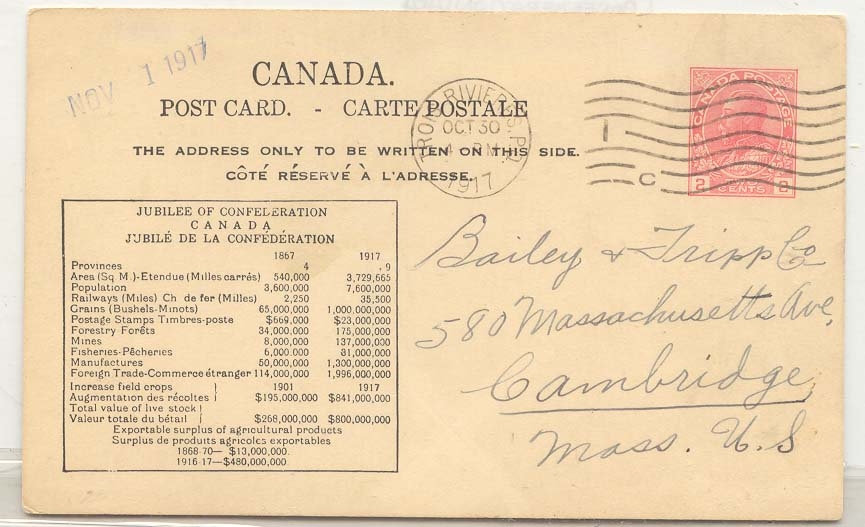 NOV 1 1917
CANADA.
POST CARD. - CARTE POSTALE
THE ADDRESS ONLY TO BE WRITTEN ON THIS SIDE.
CÔTÉ RÉSERVÉ À L'ADRESSE.
TROIS RIVIERES. P.Q.
OCT 30
4 PM
1917
C
CANADA POSTAGE
2 CENTS 2
JUBILEE OF CONFEDERATION
CANADA
JUBILÉ DE LA CONFÉDÉRATION
1867 1917
Provinces 4 9
Area (Sq M.)-Etendue (Milles carrés) 540,000 3,729,665
Population 3,600,000 7,600,000
Railways (Miles) Ch de fer (Milles) 2,250 35,500
Grains (Bushels-Minots) 65,000,000 1,000,000,000
Postage Stamps Timbres-poste $669,000 $23,000,000
Forestry Forêts 34,000,000 175,000,000
Mines 8,000,000 137,000,000
Fisheries-Pêcheries 6,000,000 31,000,000
Manufactures 50,000,000 1,300,000,000
Foreign Trade-Commerce étranger 114,000,000 1,996,000,000
Increase field crops 1901 1917
Augmentation des récoltes $195,000,000 $841,000,000
Total value of live stock
Valeur totale du bétail $268,000,000 $800,000,000
Exportable surplus of agricultural products
Surplus de produits agricoles exportables
1868-70— $13,000,000.
1916-17—$480,000,000
Bailey & Tripp Co
580 Massachusetts Ave,
Cambridge,
Mass. U.S